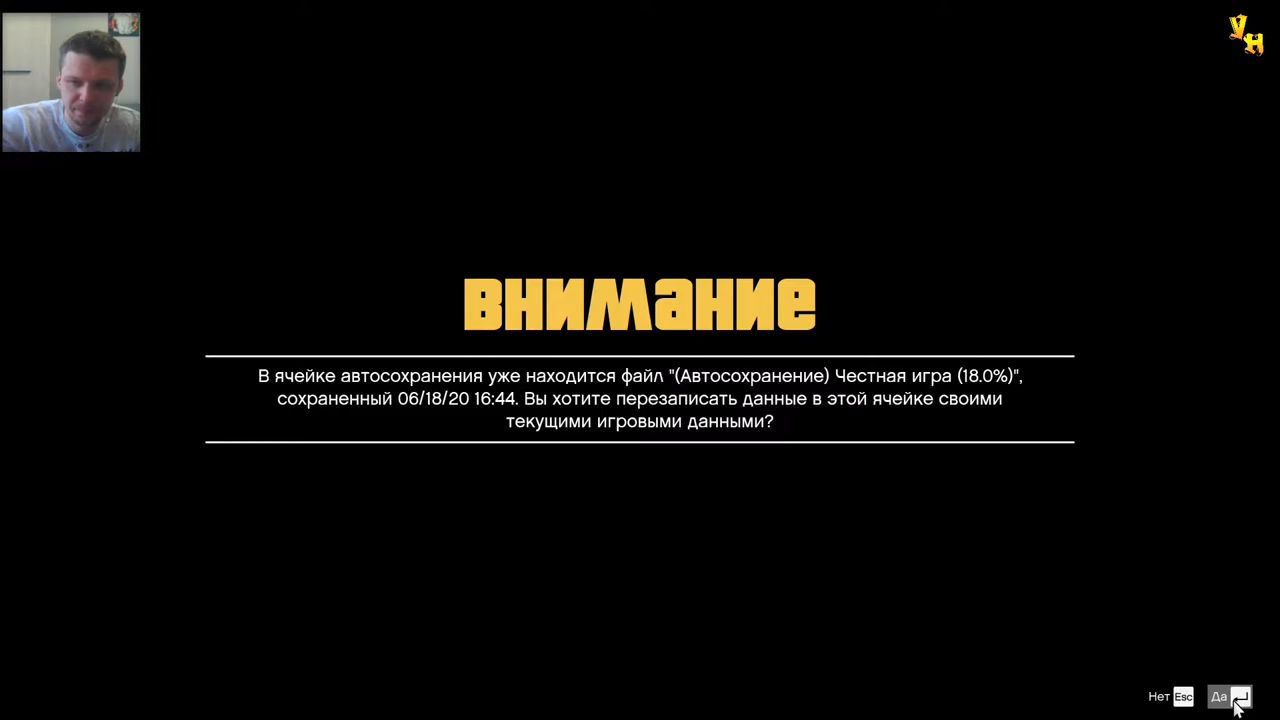 УН
внимание
В ячейке автосохранения уже находится файл "(Автосохранение) Честная игра (18.0%)",
сохраненный 06/18/20 16:44. Вы хотите перезаписать данные в этой ячейке своими
текущими игровыми данными?
Нет Esc Да